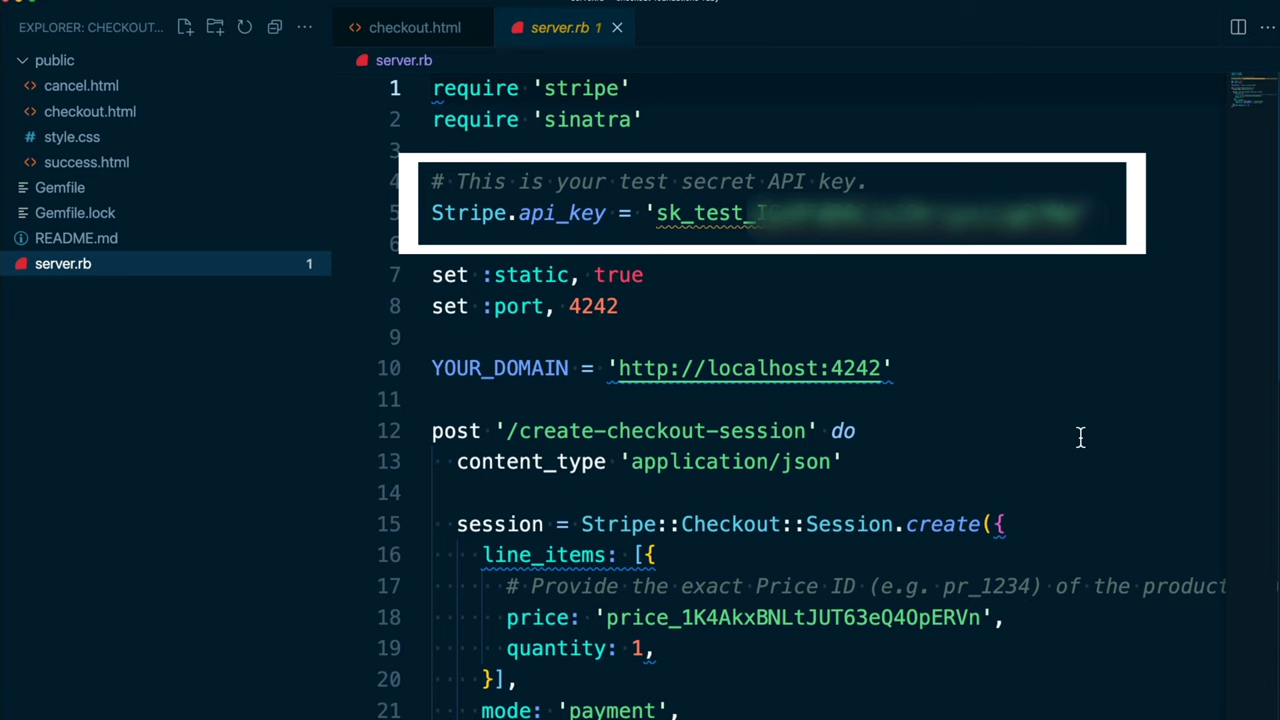 EXPLORER: CHECKOUT...
public
cancel.html
checkout.html
style.css
success.html
Gemfile
Gemfile.lock
README.md
server.rb 1
checkout.html
server.rb 1
server.rb
1 require 'stripe'
2 require 'sinatra'
3
4 # This is your test secret API key.
5 Stripe.api_key = 'sk_test_
6
7 set :static, true
8 set :port, 4242
9
10 YOUR_DOMAIN = 'http://localhost:4242'
11
12 post '/create-checkout-session' do
13 content_type 'application/json'
14
15 session = Stripe::Checkout::Session.create({
16 line_items: [{
17 # Provide the exact Price ID (e.g. pr_1234) of the product
18 price: 'price_1K4AkxBNLtJUT63eQ4OpERVn',
19 quantity: 1,
20 }],
21 mode: 'payment',